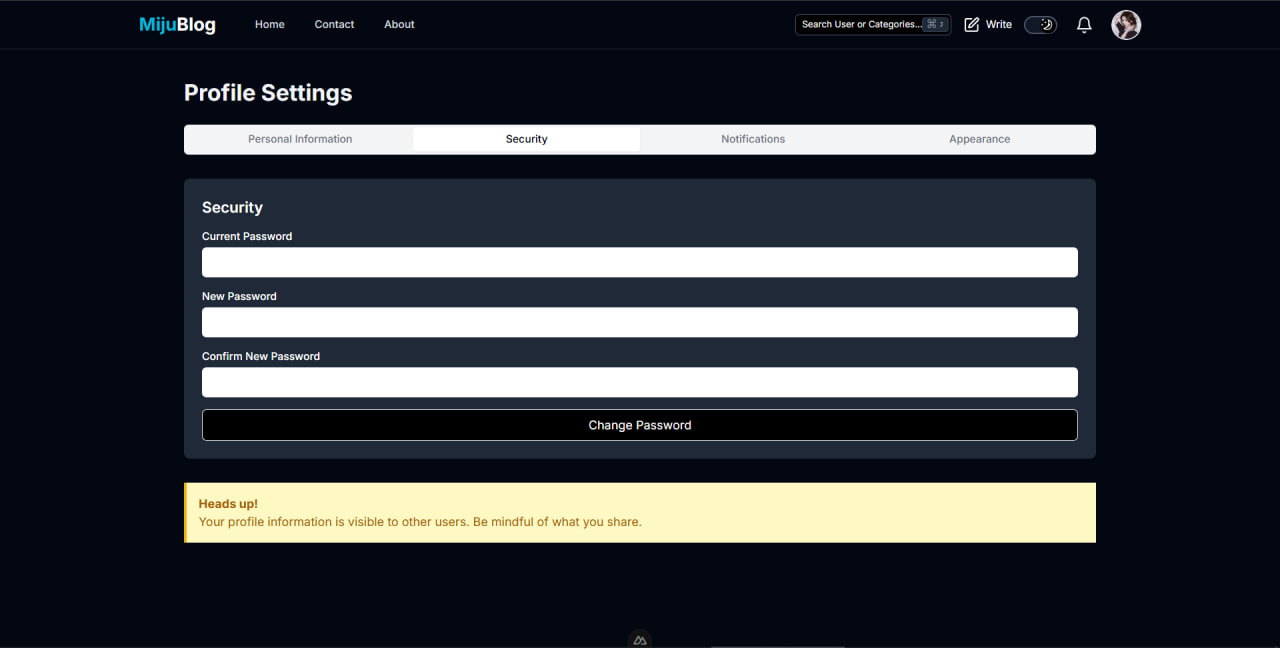 MijuBlog Home Contact About Search User or Categories... Write
Profile Settings
Personal Information Security Notifications Appearance
Security
Current Password
New Password
Confirm New Password
Change Password
Heads up!
Your profile information is visible to other users. Be mindful of what you share.